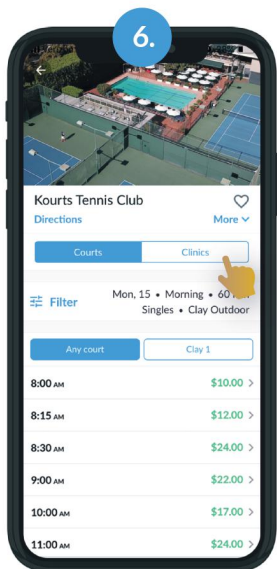 6.
Kourts Tennis Club
Directions More
Courts Clinics
Filter Mon, 15 • Morning • 60
Singles • Clay Outdoor
Any court Clay 1
8:00 AM $10.00 >
8:15 AM $12.00 >
8:30 AM $24.00 >
9:00 AM $22.00 >
10:00 AM $17.00 >
11:00 AM $24.00 >